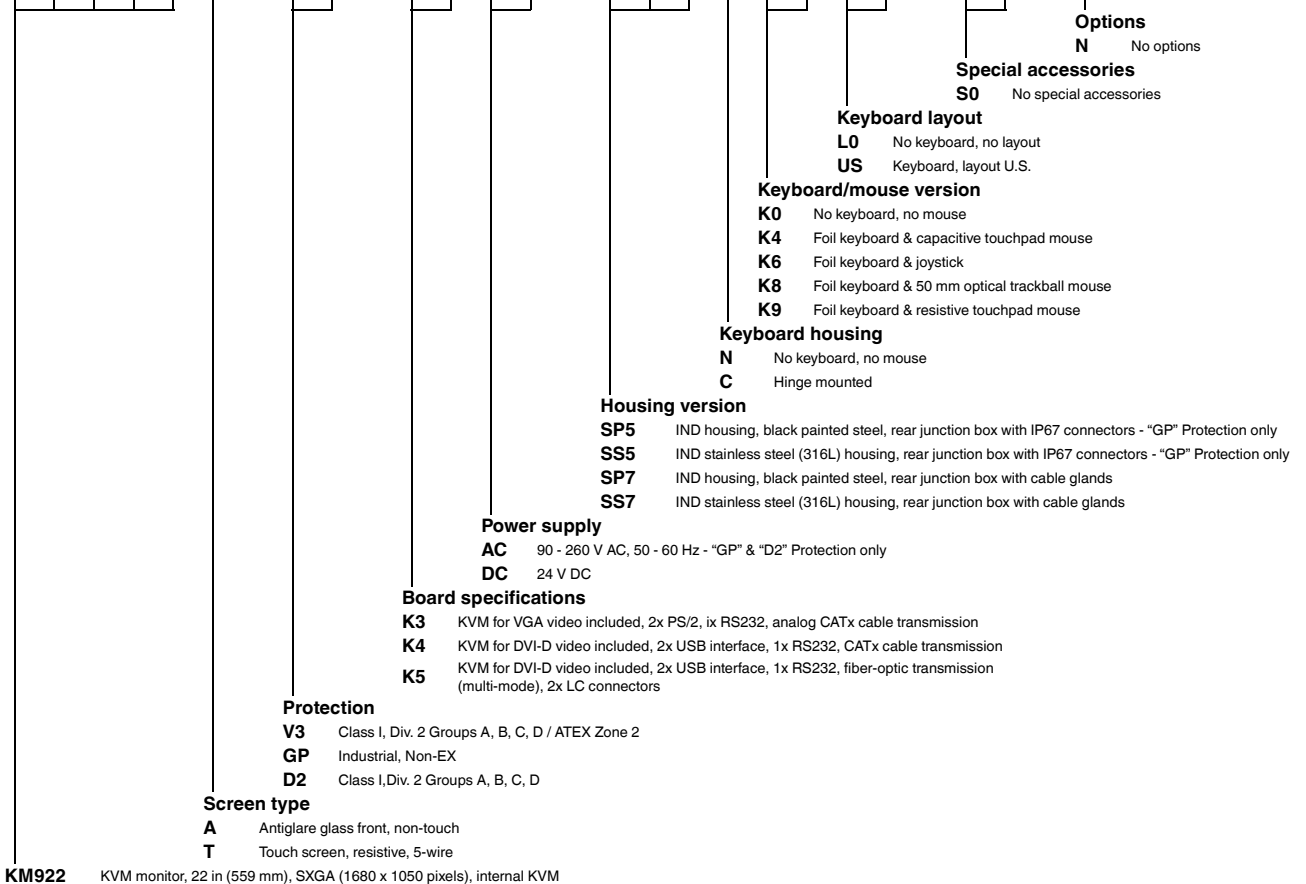 Options
N No options
Special accessories
S0 No special accessories
Keyboard layout
L0 No keyboard, no layout
US Keyboard, layout U.S.
Keyboard/mouse version
K0 No keyboard, no mouse
K4 Foil keyboard & capacitive touchpad mouse
K6 Foil keyboard & joystick
K8 Foil keyboard & 50 mm optical trackball mouse
K9 Foil keyboard & resistive touchpad mouse
Keyboard housing
N No keyboard, no mouse
C Hinge mounted
Housing version
SP5 IND housing, black painted steel, rear junction box with IP67 connectors - “GP” Protection only
SS5 IND stainless steel (316L) housing, rear junction box with IP67 connectors - “GP” Protection only
SP7 IND housing, black painted steel, rear junction box with cable glands
SS7 IND stainless steel (316L) housing, rear junction box with cable glands
Power supply
AC 90 - 260 V AC, 50 - 60 Hz - “GP” & “D2” Protection only
DC 24 V DC
Board specifications
K3 KVM for VGA video included, 2x PS/2, ix RS232, analog CATx cable transmission
K4 KVM for DVI-D video included, 2x USB interface, 1x RS232, CATx cable transmission
K5 KVM for DVI-D video included, 2x USB interface, 1x RS232, fiber-optic transmission
(multi-mode), 2x LC connectors
Protection
V3 Class I, Div. 2 Groups A, B, C, D / ATEX Zone 2
GP Industrial, Non-EX
D2 Class I,Div. 2 Groups A, B, C, D
Screen type
A Antiglare glass front, non-touch
T Touch screen, resistive, 5-wire
KM922 KVM monitor, 22 in (559 mm), SXGA (1680 x 1050 pixels), internal KVM